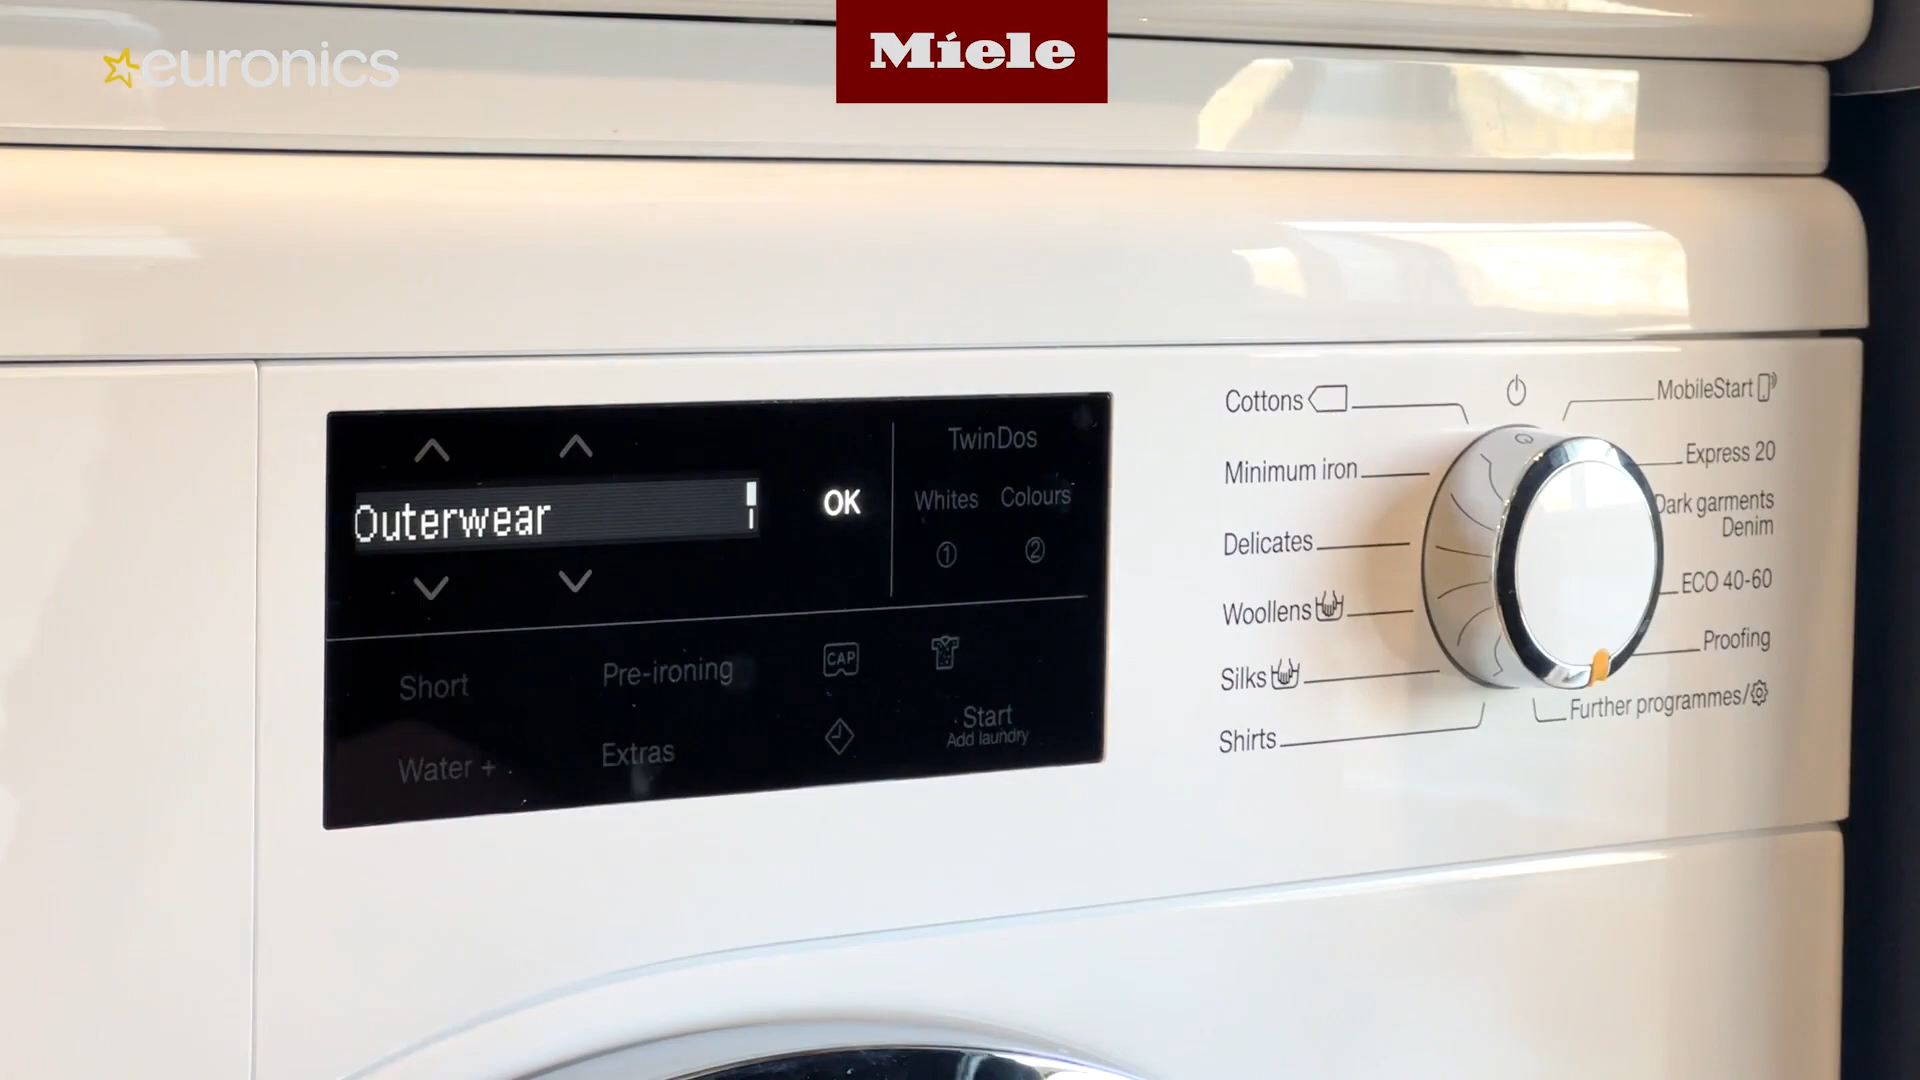 euronics
Miele
Outerwear
OK
TwinDos
Whites Colours
1 2
Short
Pre-ironing
CAP
Water +
Extras
Start
Add laundry
Cottons
Minimum iron
Delicates
Woollens
Silks
Shirts
MobileStart
Express 20
Dark garments
Denim
ECO 40-60
Proofing
Further programmes/